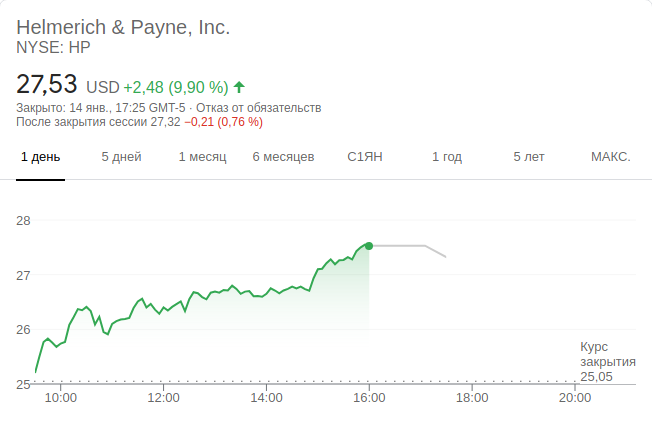 Helmerich & Payne, Inc.
NYSE: HP
27,53 USD +2,48 (9,90 %)
Закрыто: 14 янв., 17:25 GMT-5 · Отказ от обязательств
После закрытия сессии 27,32 −0,21 (0,76 %)
1 день 5 дней 1 месяц 6 месяцев С1ЯН 1 год 5 лет МАКС.
28
27
26
Курс
закрытия
25,05
25
10:00 12:00 14:00 16:00 18:00 20:00